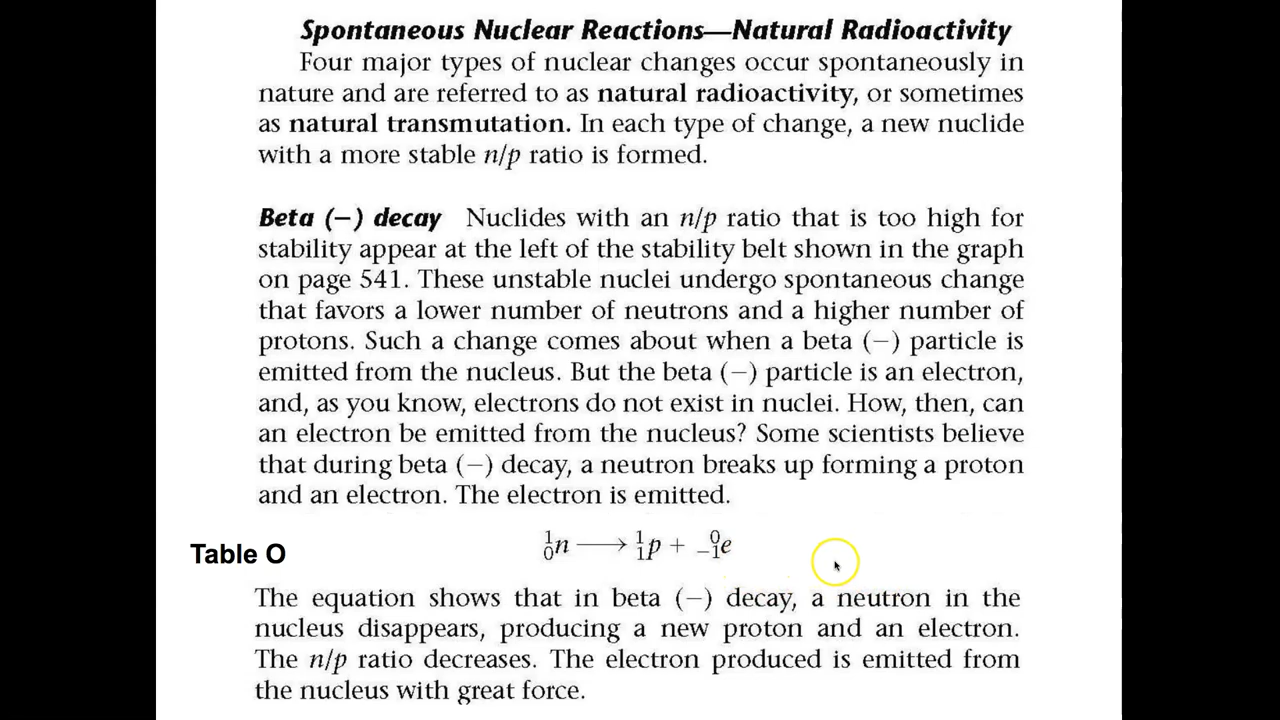 Spontaneous Nuclear Reactions—Natural Radioactivity
Four major types of nuclear changes occur spontaneously in
nature and are referred to as natural radioactivity, or sometimes
as natural transmutation. In each type of change, a new nuclide
with a more stable n/p ratio is formed.
Beta (−) decay Nuclides with an n/p ratio that is too high for
stability appear at the left of the stability belt shown in the graph
on page 541. These unstable nuclei undergo spontaneous change
that favors a lower number of neutrons and a higher number of
protons. Such a change comes about when a beta (−) particle is
emitted from the nucleus. But the beta (−) particle is an electron,
and, as you know, electrons do not exist in nuclei. How, then, can
an electron be emitted from the nucleus? Some scientists believe
that during beta (−) decay, a neutron breaks up forming a proton
and an electron. The electron is emitted.
Table O
¹₀n ⟶ ¹₁p + ⁰₋₁e
The equation shows that in beta (−) decay, a neutron in the
nucleus disappears, producing a new proton and an electron.
The n/p ratio decreases. The electron produced is emitted from
the nucleus with great force.